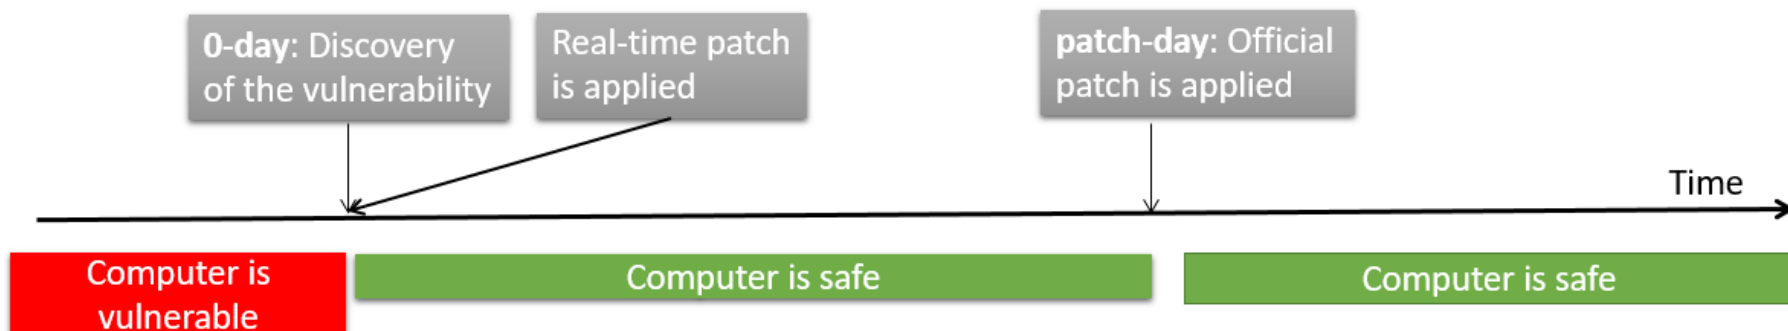 0-day: Discovery
of the vulnerability
Real-time patch
is applied
patch-day: Official
patch is applied
Time
Computer is
vulnerable
Computer is safe
Computer is safe